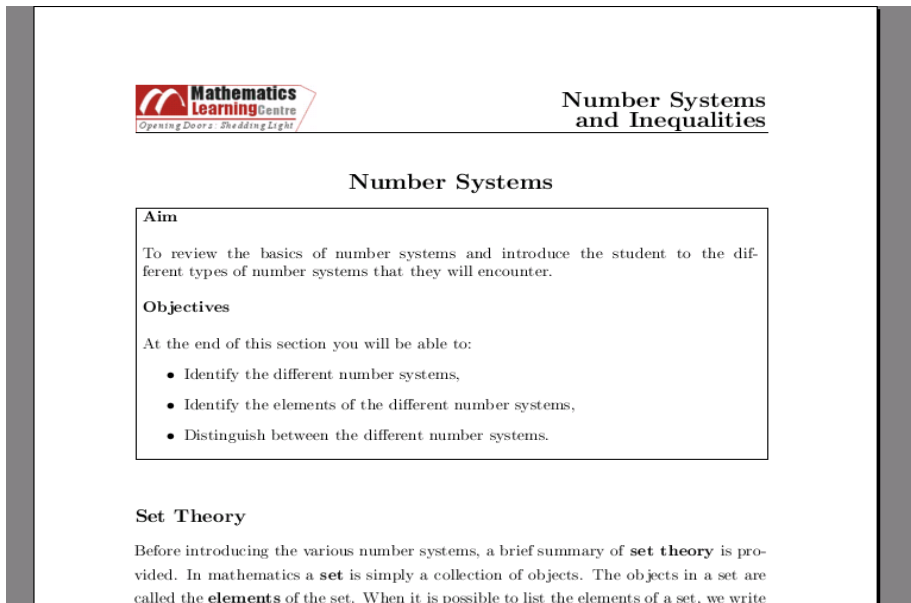 Mathematics
Learning Centre
Opening Doors: Shedding Light
Number Systems
and Inequalities
Number Systems
Aim
To review the basics of number systems and introduce the student to the dif-
ferent types of number systems that they will encounter.
Objectives
At the end of this section you will be able to:
• Identify the different number systems,
• Identify the elements of the different number systems,
• Distinguish between the different number systems.
Set Theory
Before introducing the various number systems, a brief summary of set theory is pro-
vided. In mathematics a set is simply a collection of objects. The objects in a set are
called the elements of the set. When it is possible to list the elements of a set, we write